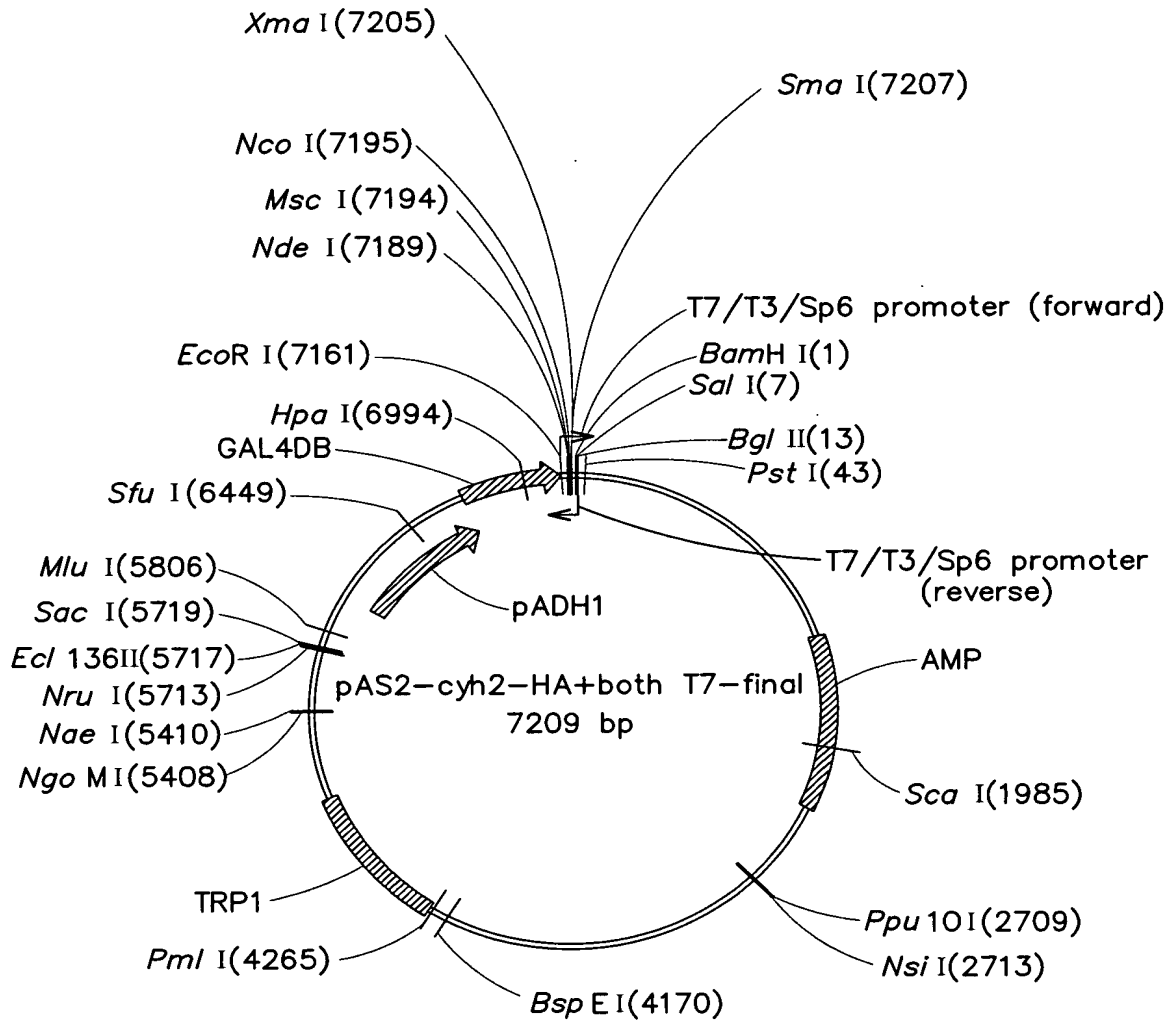 Xma I(7205)
Sma I(7207)
Nco I(7195)
Msc I(7194)
Nde I(7189)
T7/T3/Sp6 promoter (forward)
EcoR I(7161)
BamH I(1)
Sal I(7)
Hpa I(6994)
Bgl II(13)
GAL4DB
Pst I(43)
Sfu I(6449)
T7/T3/Sp6 promoter
(reverse)
Mlu I(5806)
Sac I(5719)
pADH1
Ecl 136II(5717)
AMP
Nru I(5713)
pAS2-cyh2-HA+both T7-final
7209 bp
Nae I(5410)
Ngo MI(5408)
Sca I(1985)
TRP1
Ppu 10I(2709)
Pml I(4265)
Nsi I(2713)
Bsp EI(4170)